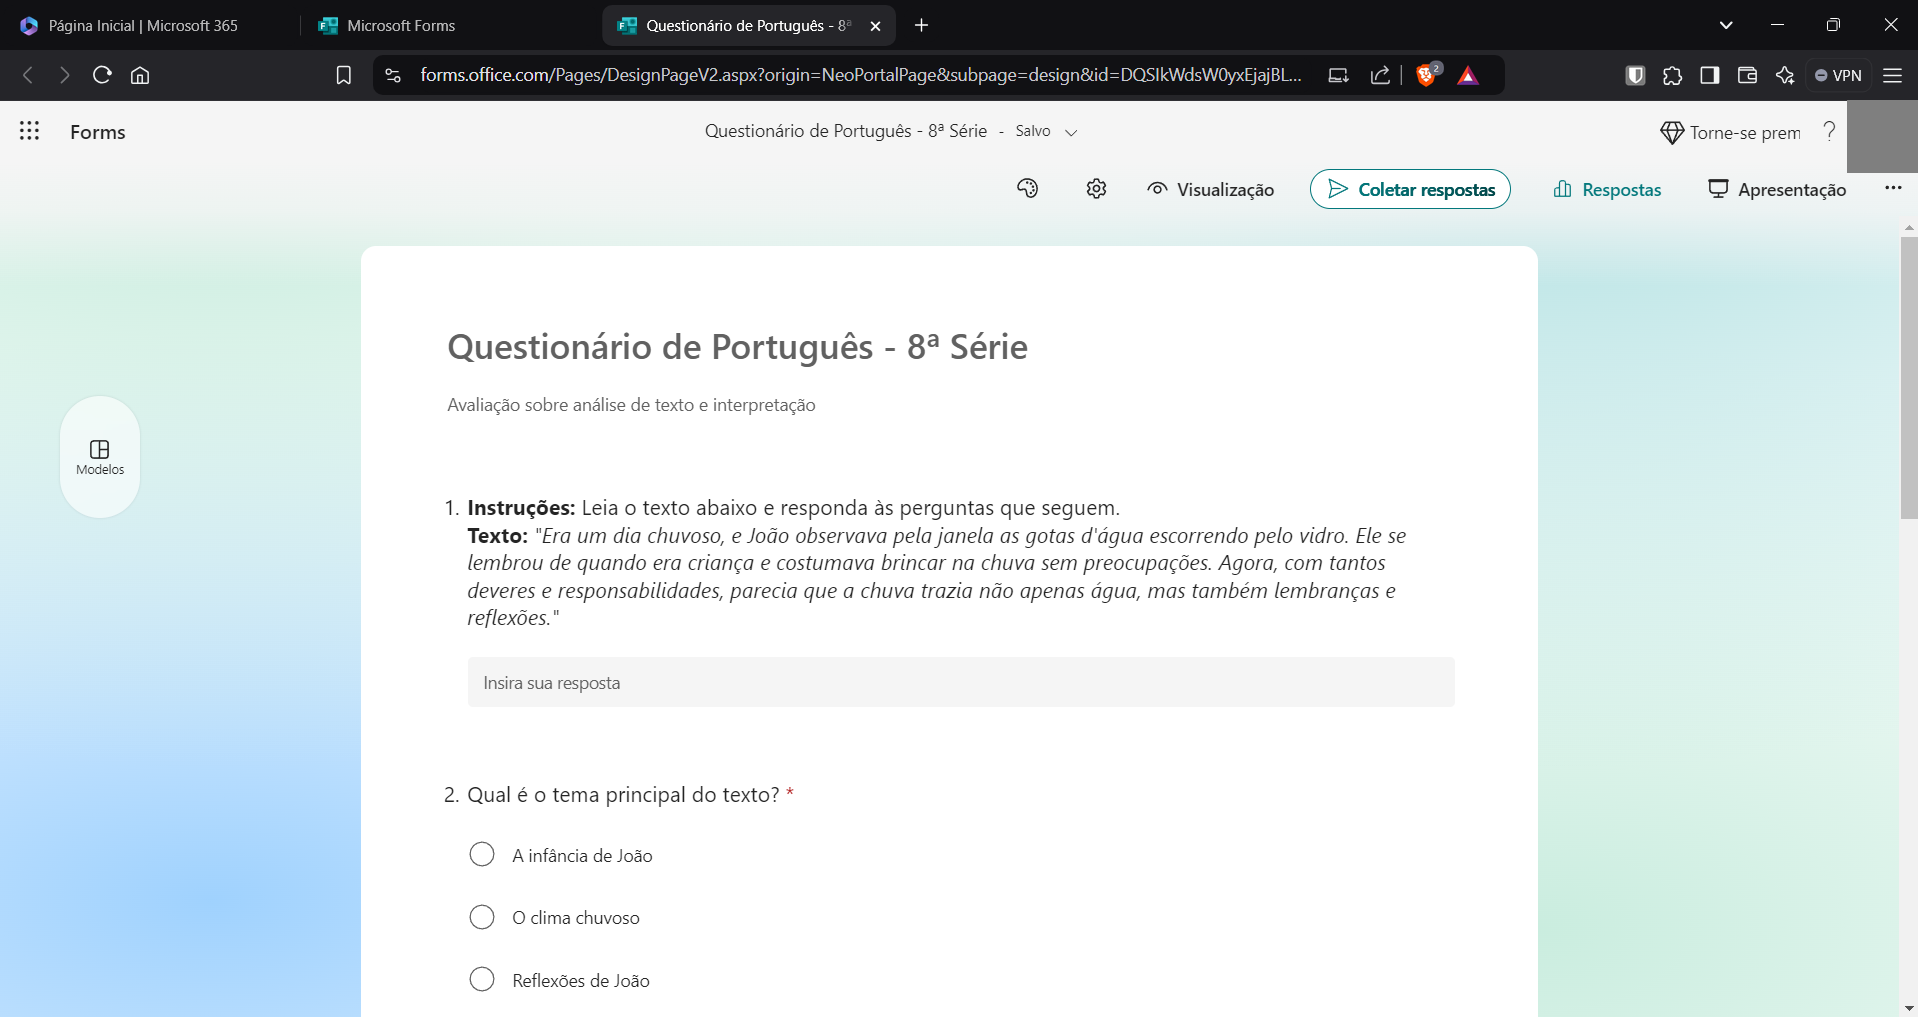 Página Inicial | Microsoft 365
Microsoft Forms
Questionário de Português - 8ª
forms.office.com/Pages/DesignPageV2.aspx?origin=NeoPortalPage&subpage=design&id=DQSIkWdsW0yxEjajBL...
2
VPN
Forms
Questionário de Português - 8ª Série - Salvo
Torne-se prem
?
Visualização
Coletar respostas
Respostas
Apresentação
Modelos
Questionário de Português - 8ª Série
Avaliação sobre análise de texto e interpretação
1. Instruções: Leia o texto abaixo e responda às perguntas que seguem.
Texto: "Era um dia chuvoso, e João observava pela janela as gotas d'água escorrendo pelo vidro. Ele se
lembrou de quando era criança e costumava brincar na chuva sem preocupações. Agora, com tantos
deveres e responsabilidades, parecia que a chuva trazia não apenas água, mas também lembranças e
reflexões."
Insira sua resposta
2. Qual é o tema principal do texto? *
A infância de João
O clima chuvoso
Reflexões de João